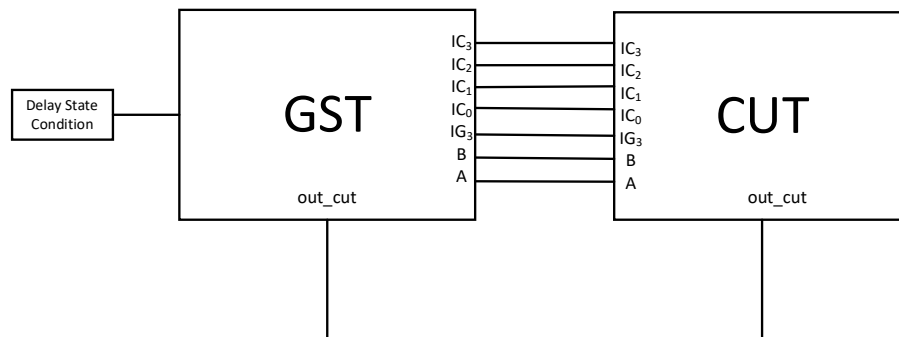 Delay State
Condition
GST
IC₃
IC₂
IC₁
IC₀
IG₃
B
A
out_cut
IC₃
IC₂
IC₁
IC₀
IG₃
B
A
CUT
out_cut